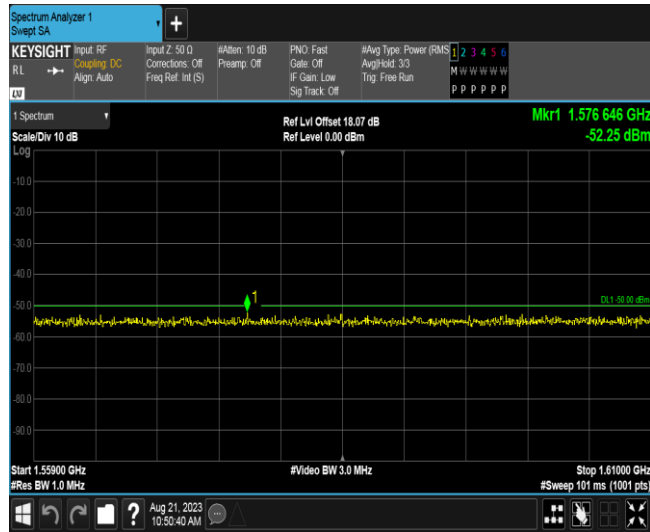 Spectrum Analyzer 1
Swept SA
+
KEYSIGHT Input: RF Input Z: 50 Ω #Atten: 10 dB PNO: Fast #Avg Type: Power (RMS 1 2 3 4 5 6
RL Coupling: DC Corrections: Off Preamp: Off Gate: Off Avg|Hold: 3/3 M W W W W W
Align: Auto Freq Ref: Int (S) IF Gain: Low Trig: Free Run
Sig Track: Off P P P P P P
LXI
1 Spectrum Ref Lvl Offset 18.07 dB Mkr1 1.576 646 GHz
Scale/Div 10 dB Ref Level 0.00 dBm -52.25 dBm
Log
-10.0
-20.0
-30.0
-40.0
1
DL1 -50.00 dBm
-50.0
-60.0
-70.0
-80.0
-90.0
Start 1.55900 GHz #Video BW 3.0 MHz Stop 1.61000 GHz
#Res BW 1.0 MHz #Sweep 101 ms (1001 pts)
? Aug 21, 2023
10:50:40 AM